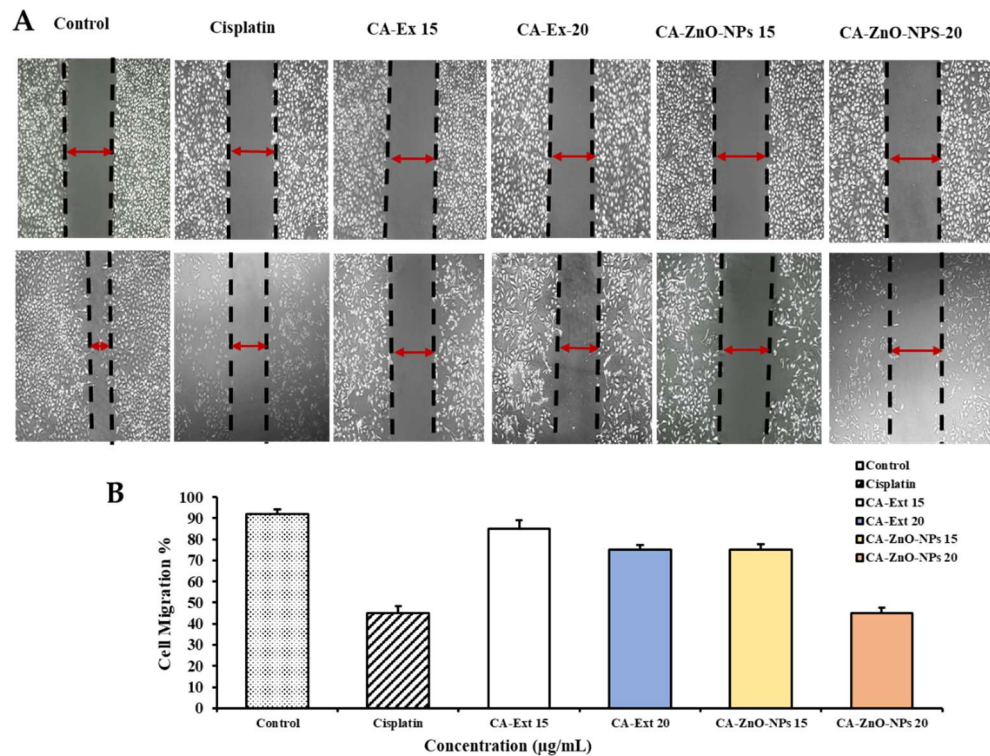 A
Control
Cisplatin
CA-Ex 15
CA-Ex-20
CA-ZnO-NPs 15
CA-ZnO-NPS-20
B
Control
Cisplatin
CA-Ext 15
CA-Ext 20
CA-ZnO-NPs 15
CA-ZnO-NPs 20
Cell Migration %
100
90
80
70
60
50
40
30
20
10
0
Control
Cisplatin
CA-Ext 15
CA-Ext 20
CA-ZnO-NPs 15
CA-ZnO-NPs 20
Concentration (µg/mL)